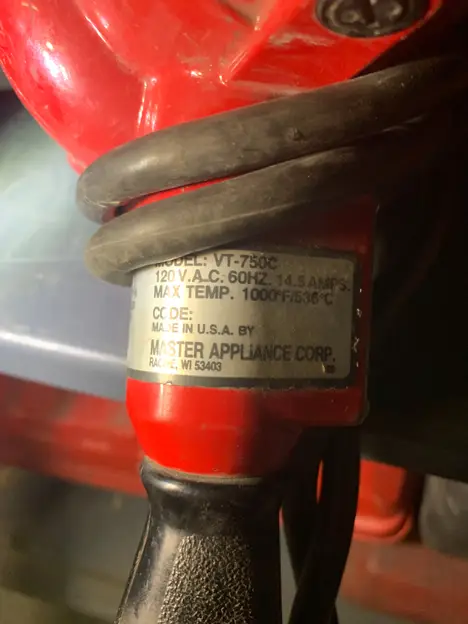 MODEL: VT-750C
120 V.A.C. 60HZ. 14.5 AMPS.
MAX TEMP. 1000°F/538°C
CODE:
MADE IN U.S.A. BY
MASTER APPLIANCE CORP.
WI 53403